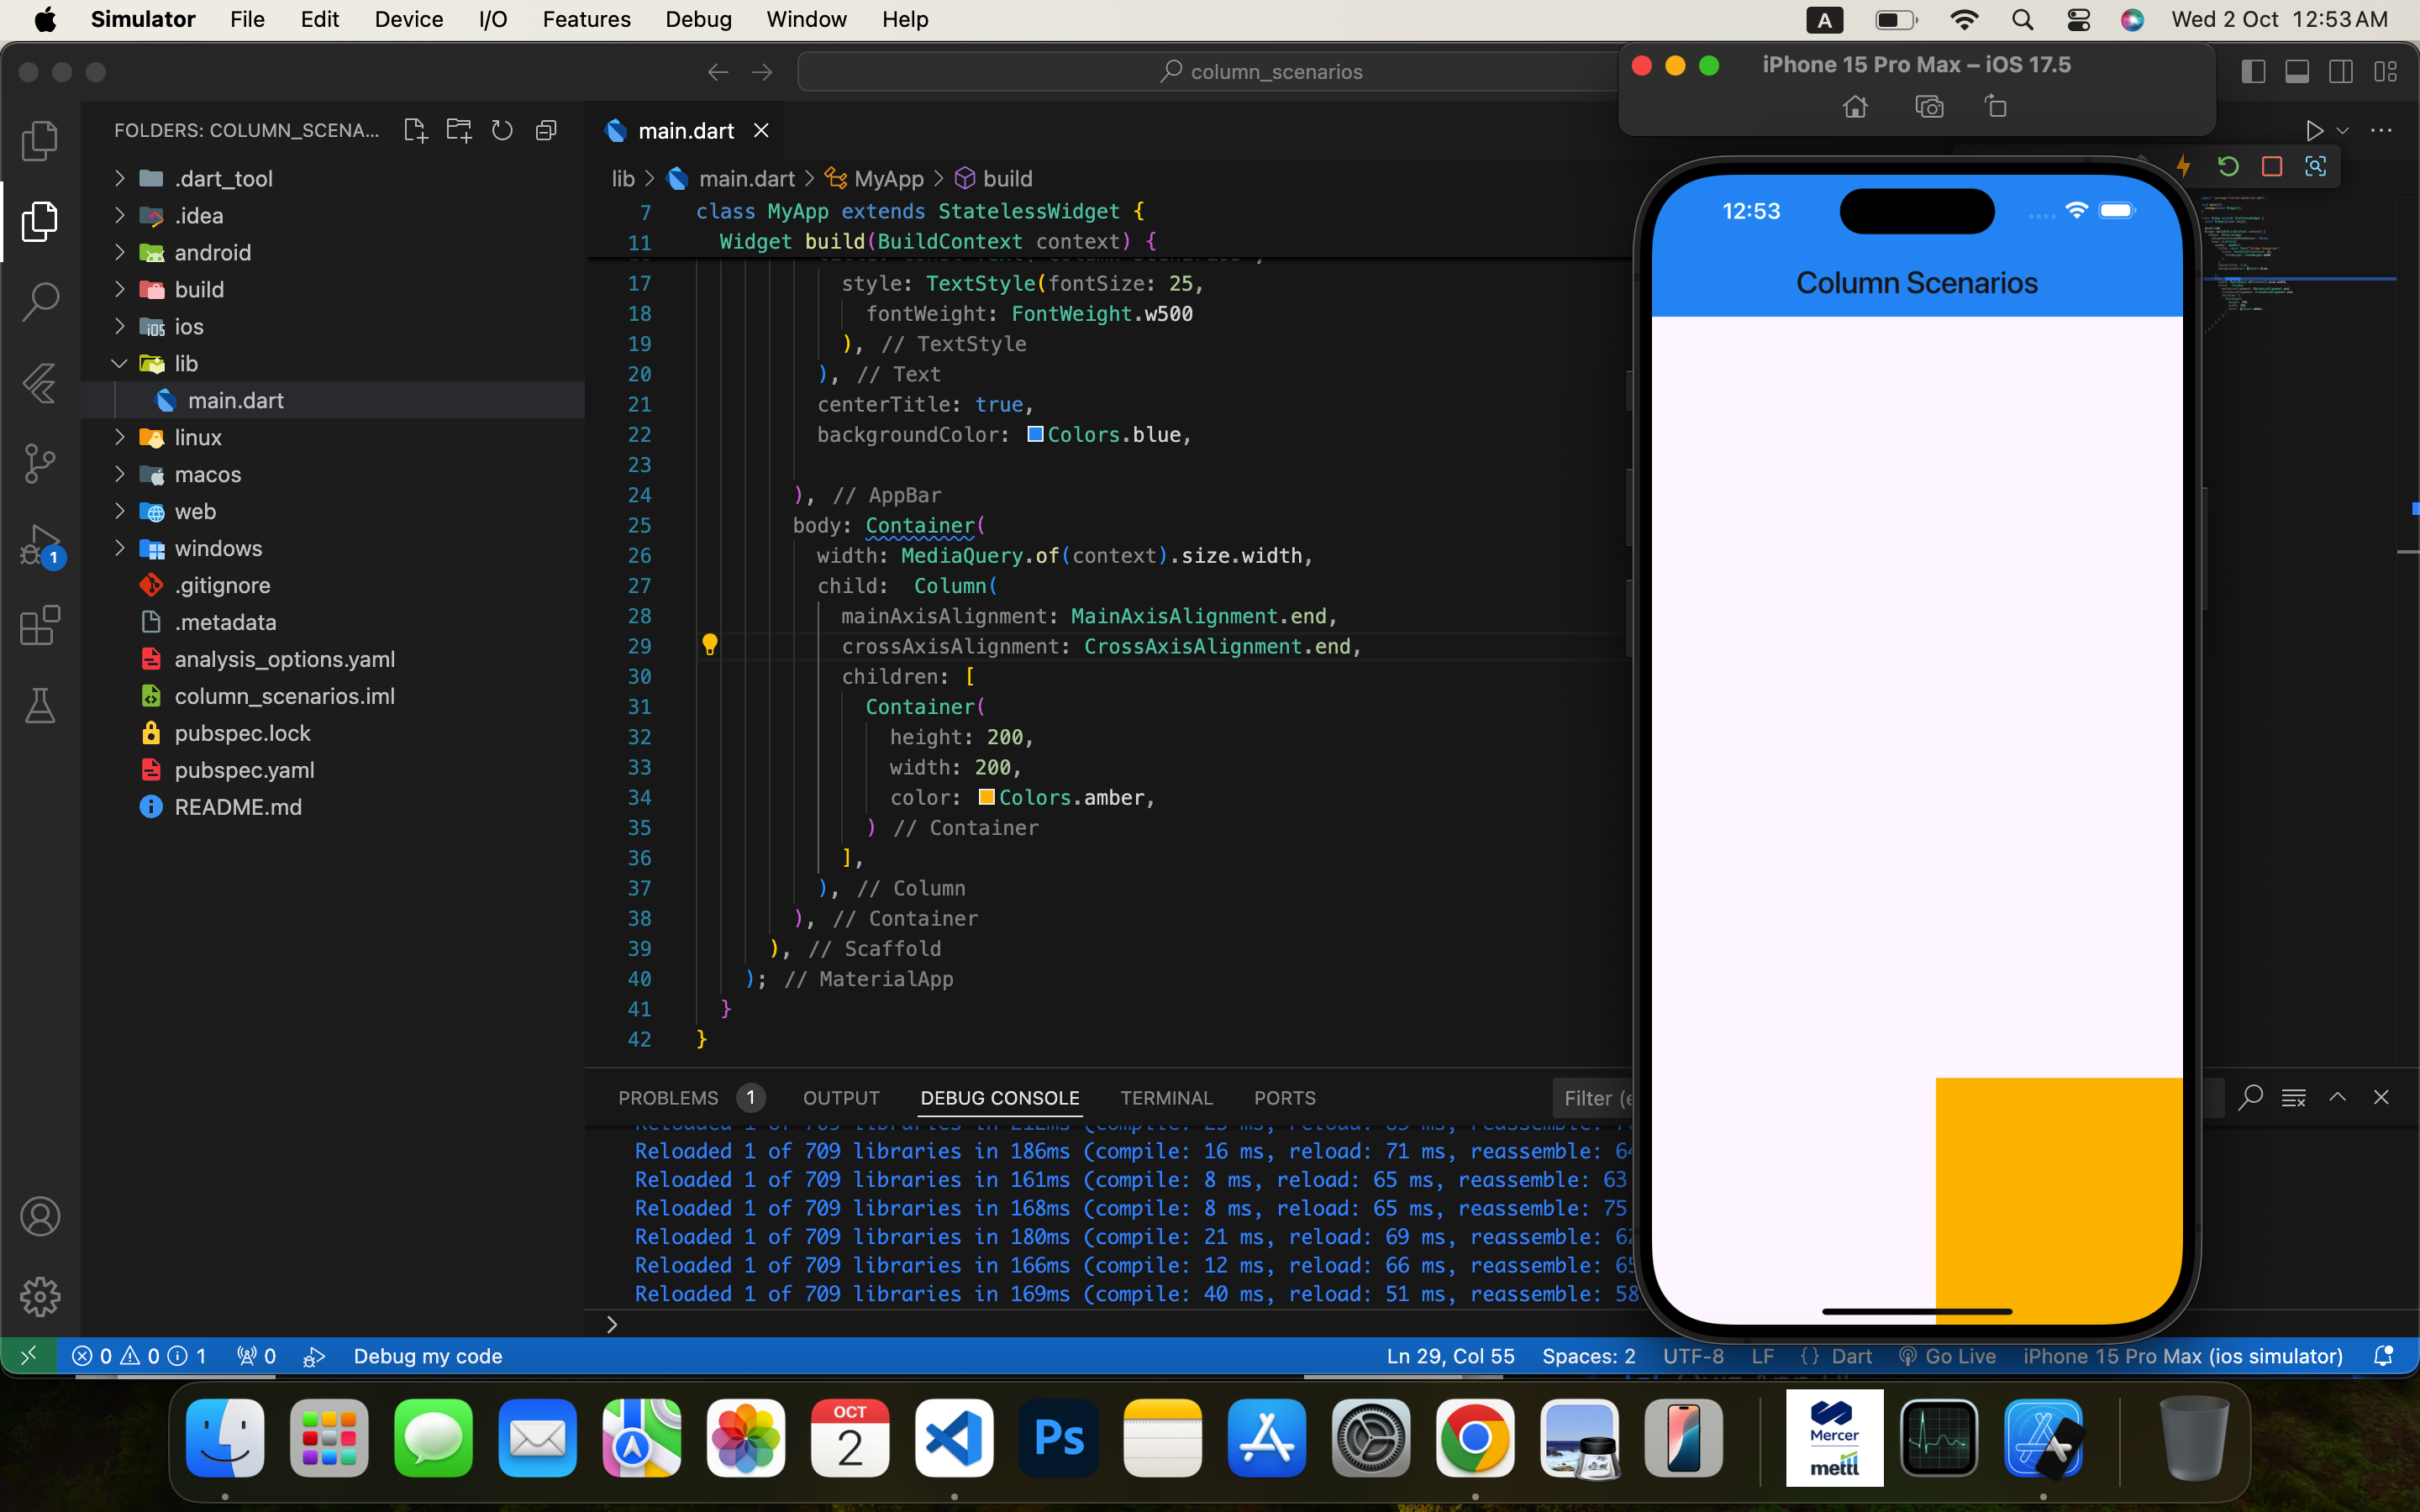 Simulator File Edit Device I/O Features Debug Window Help
A Wed 2 Oct 12:53 AM
column_scenarios
iPhone 15 Pro Max – iOS 17.5
FOLDERS: COLUMN_SCENA...
.dart_tool
.idea
android
build
ios
lib
main.dart
linux
macos
web
windows
.gitignore
.metadata
analysis_options.yaml
column_scenarios.iml
pubspec.lock
pubspec.yaml
README.md
1
main.dart
lib > main.dart > MyApp > build
7 class MyApp extends StatelessWidget {
11 Widget build(BuildContext context) {
17 style: TextStyle(fontSize: 25,
18 fontWeight: FontWeight.w500
19 ), // TextStyle
20 ), // Text
21 centerTitle: true,
22 backgroundColor: Colors.blue,
23
24 ), // AppBar
25 body: Container(
26 width: MediaQuery.of(context).size.width,
27 child: Column(
28 mainAxisAlignment: MainAxisAlignment.end,
29 crossAxisAlignment: CrossAxisAlignment.end,
30 children: [
31 Container(
32 height: 200,
33 width: 200,
34 color: Colors.amber,
35 ) // Container
36 ],
37 ), // Column
38 ), // Container
39 ), // Scaffold
40 ); // MaterialApp
41 }
42 }
12:53
Column Scenarios
PROBLEMS 1 OUTPUT DEBUG CONSOLE TERMINAL PORTS Filter (e
Reloaded 1 of 709 libraries in 186ms (compile: 16 ms, reload: 71 ms, reassemble: 64
Reloaded 1 of 709 libraries in 161ms (compile: 8 ms, reload: 65 ms, reassemble: 63
Reloaded 1 of 709 libraries in 168ms (compile: 8 ms, reload: 65 ms, reassemble: 75
Reloaded 1 of 709 libraries in 180ms (compile: 21 ms, reload: 69 ms, reassemble: 62
Reloaded 1 of 709 libraries in 166ms (compile: 12 ms, reload: 66 ms, reassemble: 65
Reloaded 1 of 709 libraries in 169ms (compile: 40 ms, reload: 51 ms, reassemble: 58
>
0 0 1 0 Debug my code Ln 29, Col 55 Spaces: 2 UTF-8 LF {} Dart Go Live iPhone 15 Pro Max (ios simulator)
OCT
2
Ps
Mercer
mettl